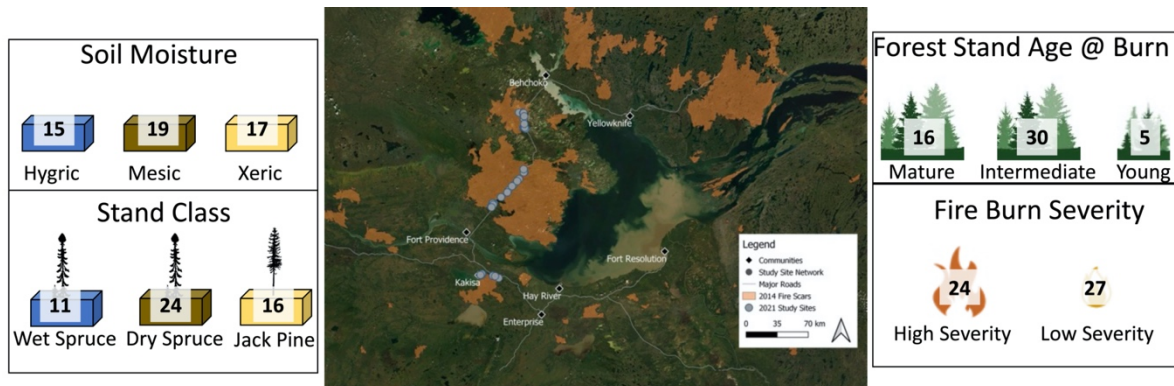 Soil Moisture
15
19
17
Hygric
Mesic
Xeric
Stand Class
11
24
16
Wet Spruce
Dry Spruce
Jack Pine
Behchoko
Yellowknife
Fort Providence
Fort Resolution
Kakisa
Hay River
Enterprise
Legend
Communities
Study Site Network
Major Roads
2014 Fire Scars
2021 Study Sites
0 35 70 km
Forest Stand Age @ Burn
16
30
5
Mature
Intermediate
Young
Fire Burn Severity
24
27
High Severity
Low Severity